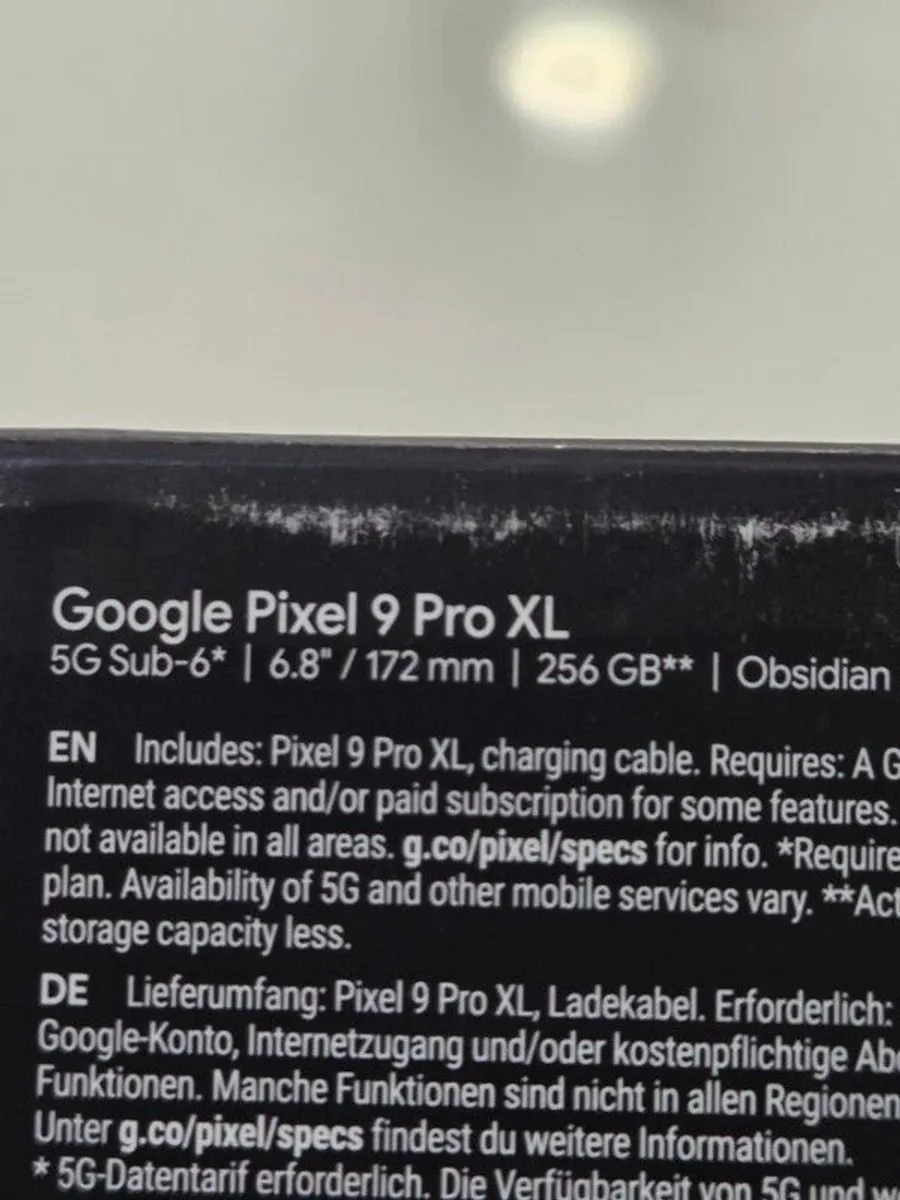 Google Pixel 9 Pro XL
5G Sub-6* | 6.8" / 172 mm | 256 GB** | Obsidian
EN Includes: Pixel 9 Pro XL, charging cable. Requires: A G
Internet access and/or paid subscription for some features.
not available in all areas. g.co/pixel/specs for info. *Require
plan. Availability of 5G and other mobile services vary. **Act
storage capacity less.
DE Lieferumfang: Pixel 9 Pro XL, Ladekabel. Erforderlich:
Google-Konto, Internetzugang und/oder kostenpflichtige Abo
Funktionen. Manche Funktionen sind nicht in allen Regionen
Unter g.co/pixel/specs findest du weitere Informationen.
* 5G-Datentarif erforderlich. Die Verfügbarkeit von 5G und w